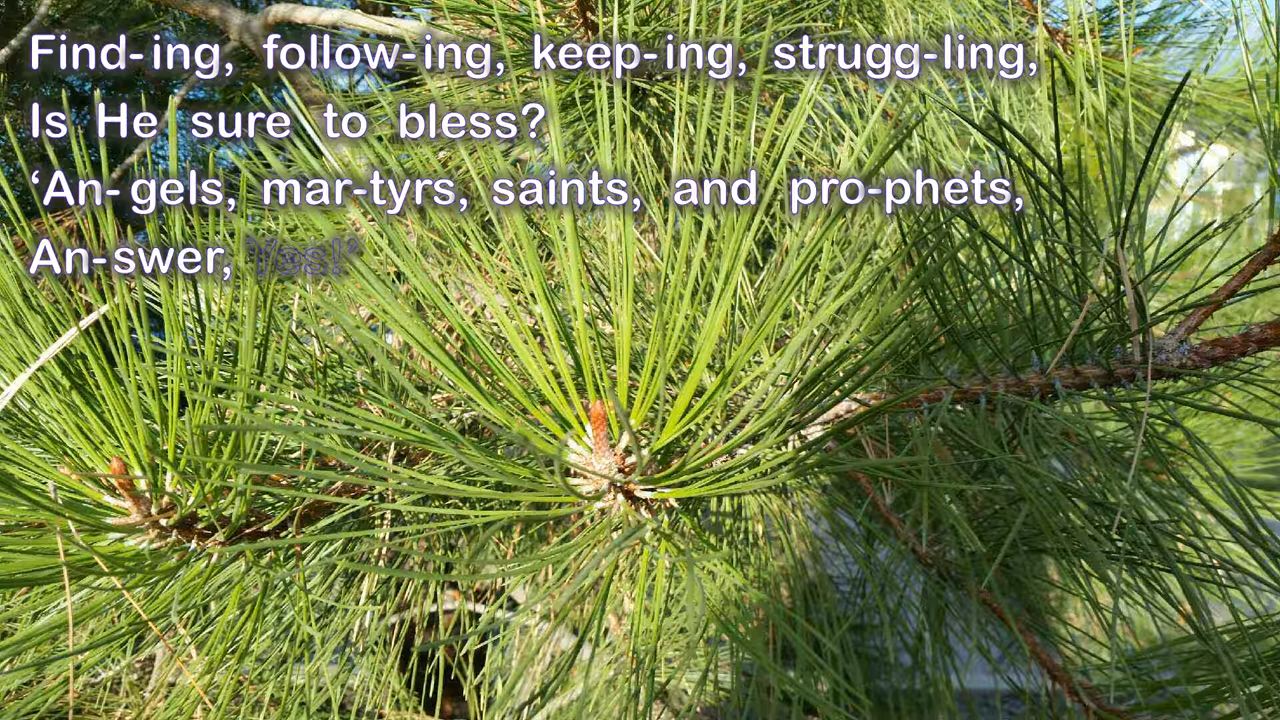 Find-ing, follow-ing, keep-ing, strugg-ling,
Is He sure to bless?
‘An-gels, mar-tyrs, saints, and pro-phets,
An-swer, ‘Yes!’